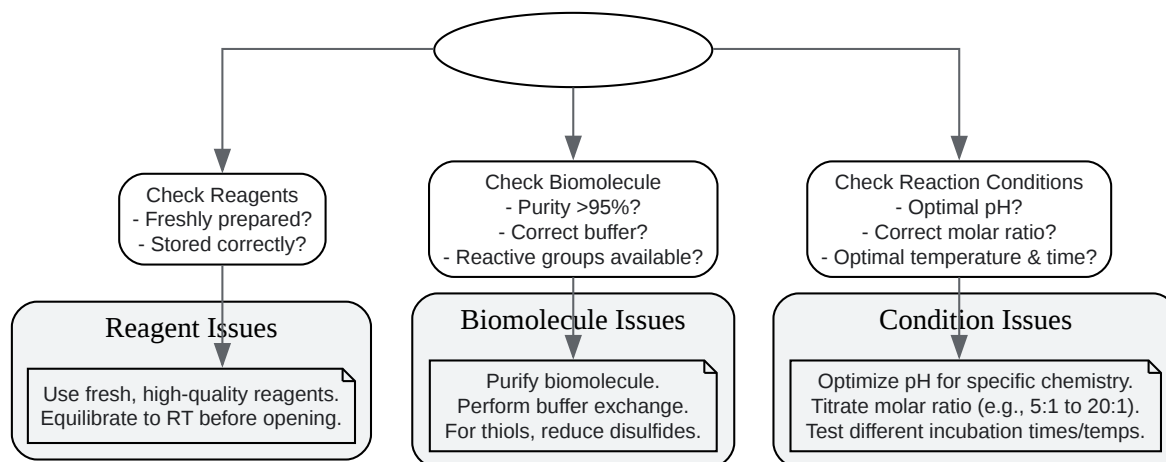 Check Reagents
- Freshly prepared?
- Stored correctly?
Check Biomolecule
- Purity >95%?
- Correct buffer?
- Reactive groups available?
Check Reaction Conditions
- Optimal pH?
- Correct molar ratio?
- Optimal temperature & time?
Reagent Issues
Use fresh, high-quality reagents.
Equilibrate to RT before opening.
Biomolecule Issues
Purify biomolecule.
Perform buffer exchange.
For thiols, reduce disulfides.
Condition Issues
Optimize pH for specific chemistry.
Titrate molar ratio (e.g., 5:1 to 20:1).
Test different incubation times/temps.